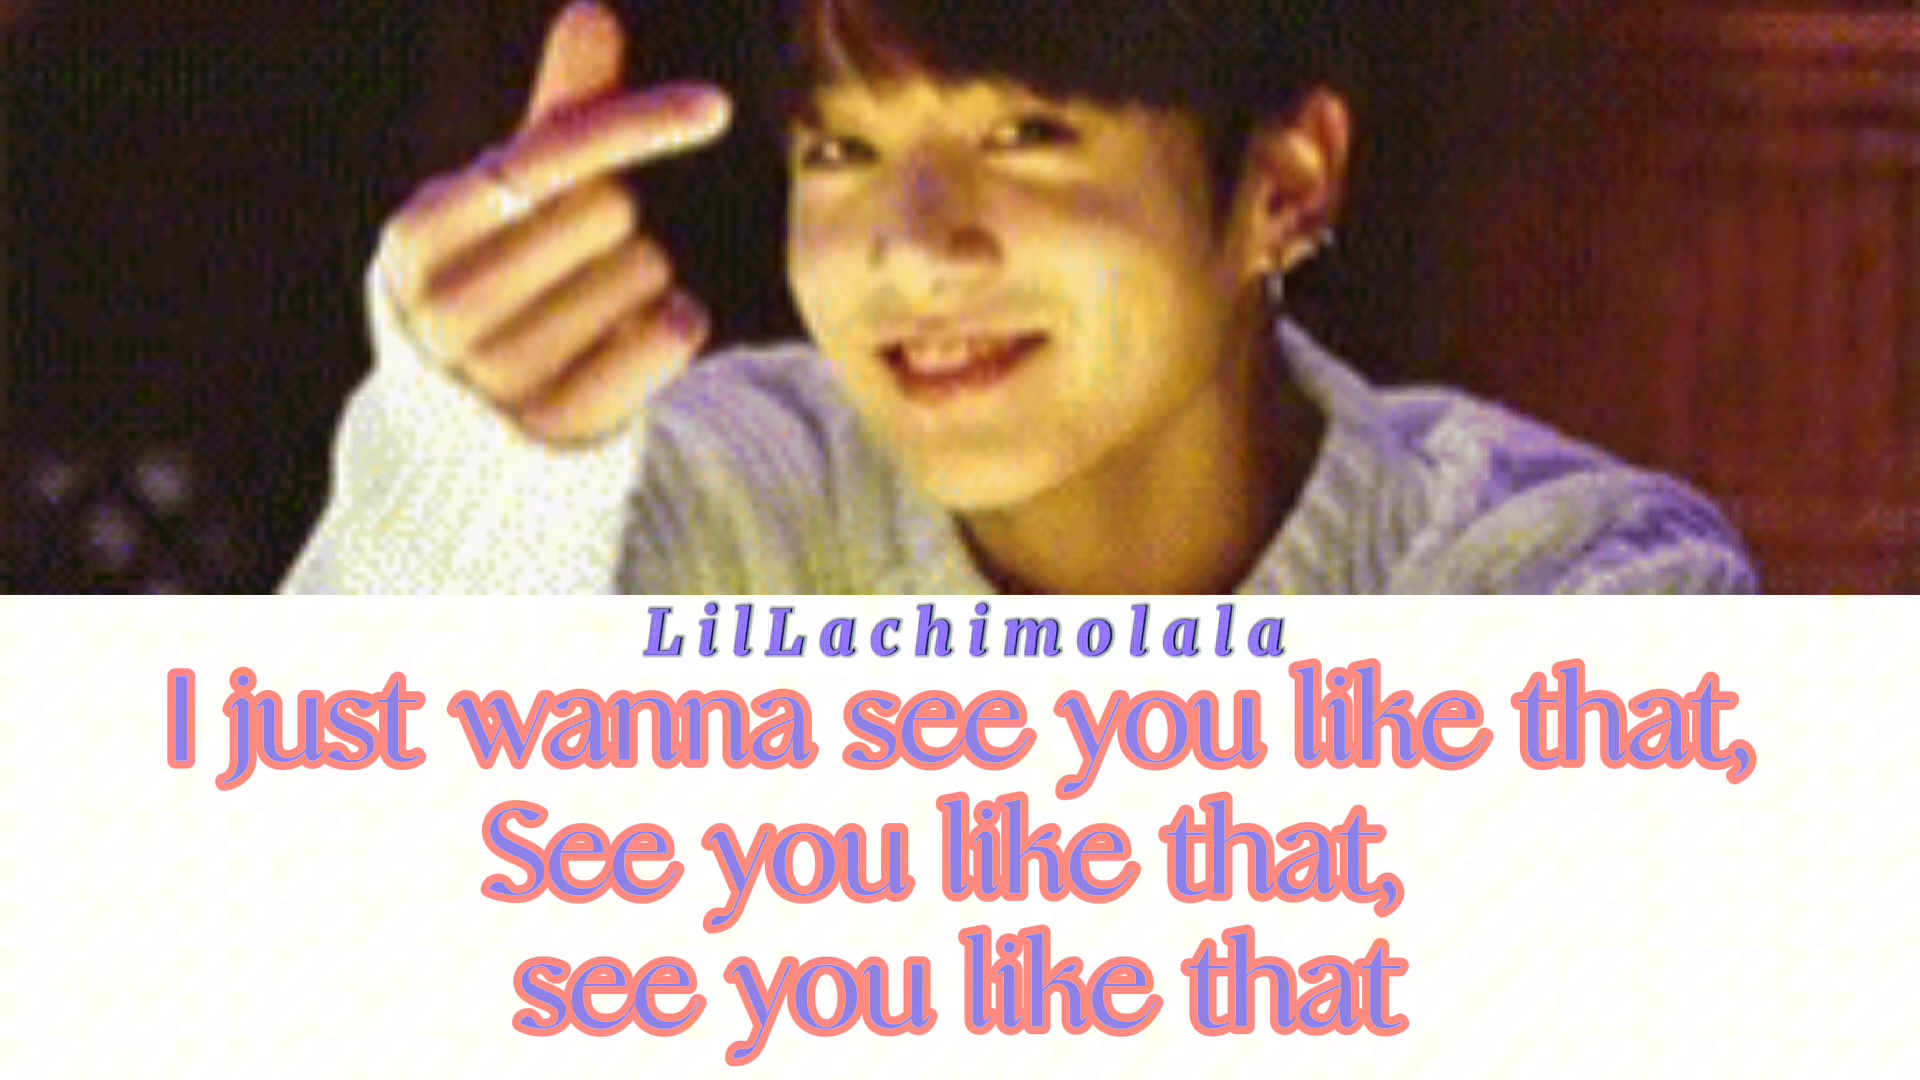 LilLachimolala
I just wanna see you like that,
See you like that,
see you like that